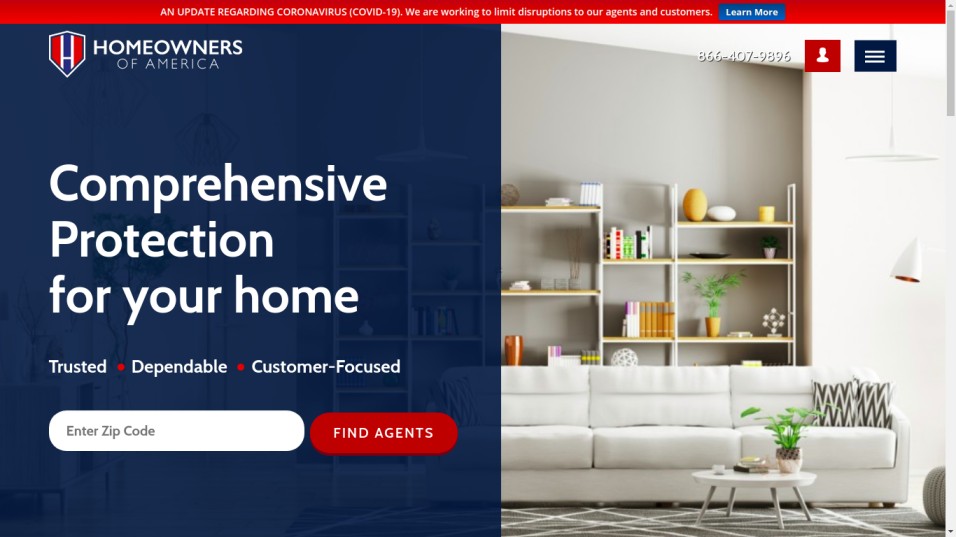 AN UPDATE REGARDING CORONAVIRUS (COVID-19). We are working to limit disruptions to our agents and customers. Learn More
HOMEOWNERS
OF AMERICA
866-407-9896
Comprehensive
Protection
for your home
Trusted • Dependable • Customer-Focused
Enter Zip Code
FIND AGENTS